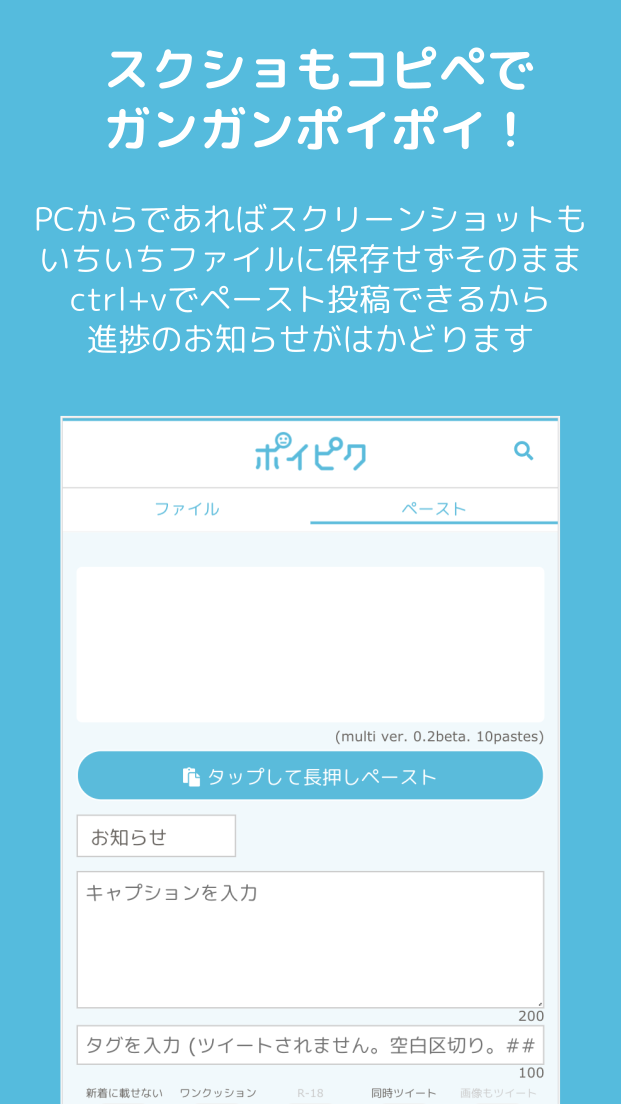 スクショもコピペで
ガンガンポイポイ！
PCからであればスクリーンショットも
いちいちファイルに保存せずそのまま
ctrl+vでペースト投稿できるから
進捗のお知らせがはかどります
ポイピク
ファイル ペースト
(multi ver. 0.2beta. 10pastes)
タップして長押しペースト
お知らせ
キャプションを入力
200
タグを入力 (ツイートされません。空白区切り。##
100
新着に載せない ワンクッション R-18 同時ツイート 画像もツイート